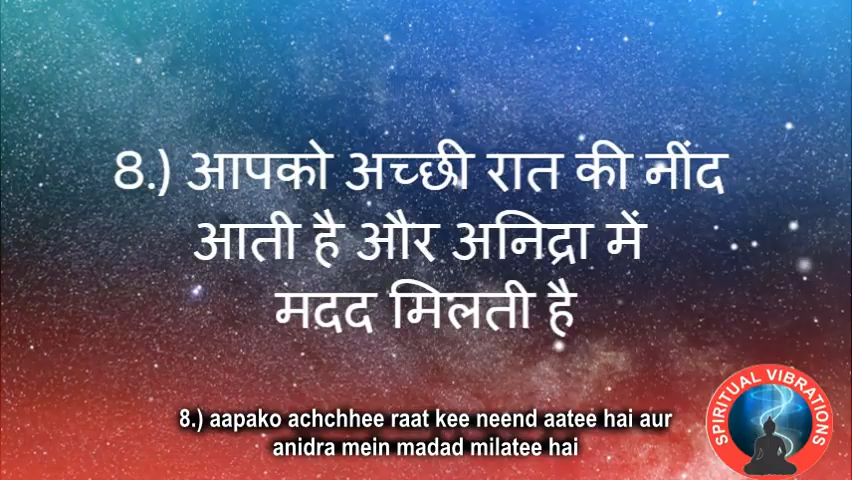 8.) आपको अच्छी रात की नींद
आती है और अनिद्रा में
मदद मिलती है
8.) aapako achchhee raat kee neend aatee hai aur
anidra mein madad milatee hai
SPIRITUAL VIBRATIONS